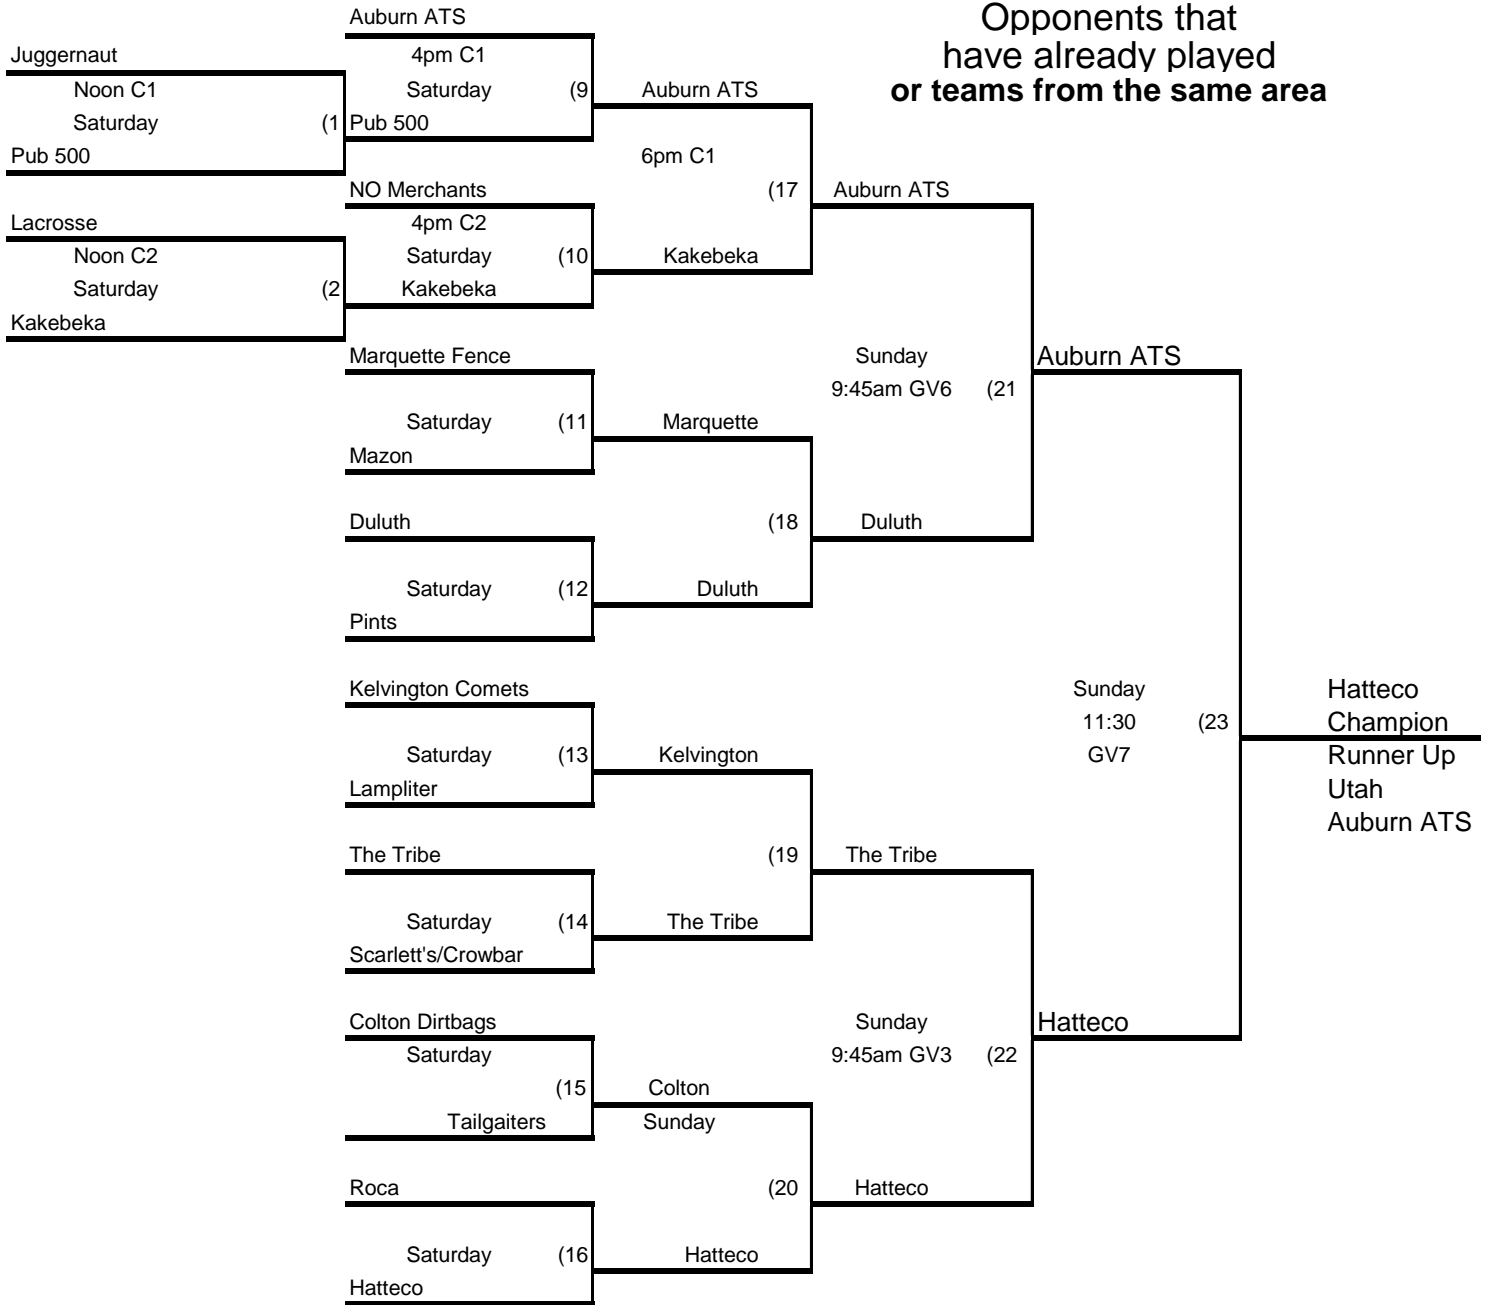 Auburn ATS
Opponents that
have already played
or teams from the same area
Juggernaut
4pm C1
Noon C1
Saturday
(9
Auburn ATS
Saturday
(1
Pub 500
Pub 500
6pm C1
NO Merchants
(17
Auburn ATS
Lacrosse
4pm C2
Noon C2
Saturday
(10
Kakebeka
Saturday
(2
Kakebeka
Kakebeka
Marquette Fence
Sunday
Auburn ATS
9:45am GV6
(21
Saturday
(11
Marquette
Mazon
Duluth
(18
Duluth
Saturday
(12
Duluth
Pints
Kelvington Comets
Sunday
Hatteco
11:30
(23
Champion
Saturday
(13
Kelvington
GV7
Runner Up
Lampliter
Utah
Auburn ATS
The Tribe
(19
The Tribe
Saturday
(14
The Tribe
Scarlett's/Crowbar
Colton Dirtbags
Sunday
Hatteco
Saturday
9:45am GV3
(22
(15
Colton
Tailgaiters
Sunday
Roca
(20
Hatteco
Saturday
(16
Hatteco
Hatteco